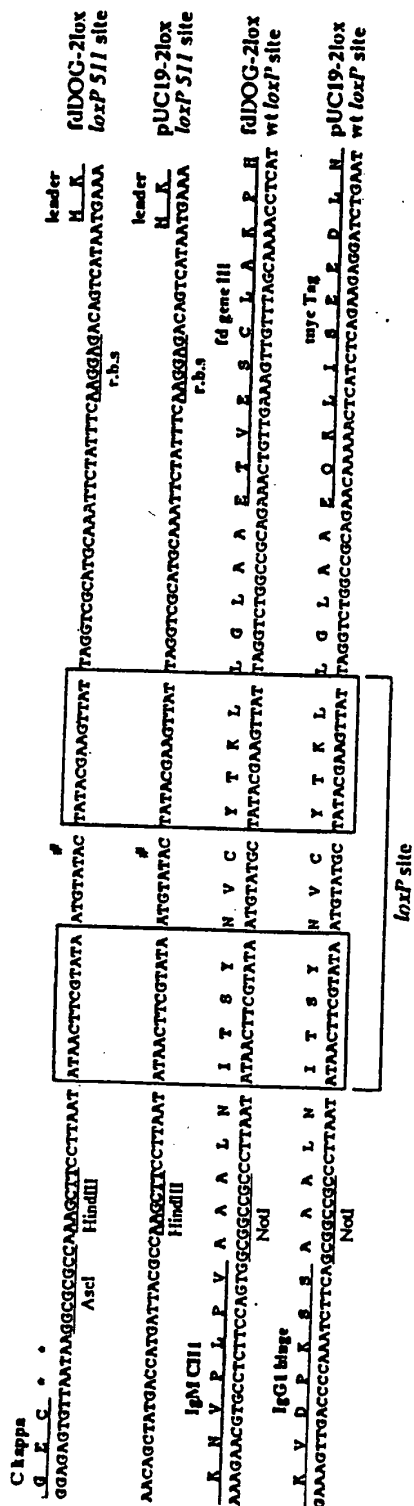 C kappa leader
G E C * * # M K fdDOG-2lox
GGAGAGTGTTAATAAGGCGCGCCAAAGCTTCCTTAAT ATAACTTCGTATA ATGTATAC TATACGAAGTTAT TAGGTCGCATGCAAATTCTATTTCAAGGAGACAGTCATAATGAAA loxP 511 site
AscI HindIII r.b.s
leader
# M K pUC19-2lox
AACAGCTATGACCATGATTACGCCAAGCTTCCTTAAT ATAACTTCGTATA ATGTATAC TATACGAAGTTAT TAGGTCGCATGCAAATTCTATTTCAAGGAGACAGTCATAATGAAA loxP 511 site
HindIII r.b.s
IgM CH1 fd gene III
K N V P L P V A A A L N I T S Y N V C Y T K L L G L A A E T V E S C L A K P H fdDOG-2lox
AAAGAACGTGCCTCTTCCAGTGGCGGCCGCCCTTAAT ATAACTTCGTATA ATGTATGC TATACGAAGTTAT TAGGTCTGGCCGCAGAAACTGTTGAAAGTTGTTTAGCAAAACCTCAT wt loxP site
NotI
IgG1 hinge myc Tag
K V D P K S S A A A L N I T S Y N V C Y T K L L G L A A E Q K L I S E E D L N pUC19-2lox
GAAAGTTGACCCCAAATCTTCAGCGGCCGCCCTTAAT ATAACTTCGTATA ATGTATGC TATACGAAGTTAT TAGGTCTGGCCGCAGAACAAAAACTCATCTCAGAAGAGGATCTGAAT wt loxP site
NotI
loxP site